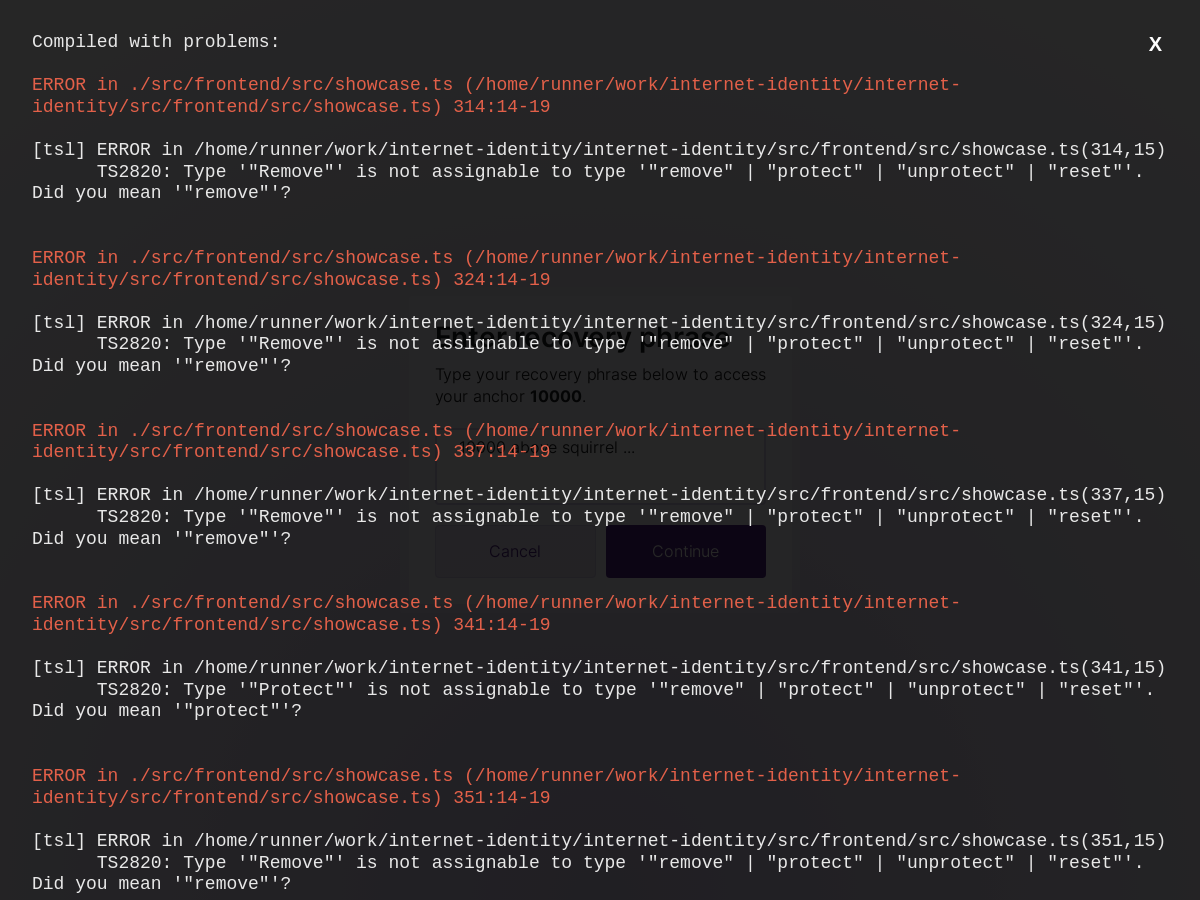 Compiled with problems:
X
ERROR in ./src/frontend/src/showcase.ts (/home/runner/work/internet-identity/internet-
identity/src/frontend/src/showcase.ts) 314:14-19
[tsl] ERROR in /home/runner/work/internet-identity/internet-identity/src/frontend/src/showcase.ts(314,15)
TS2820: Type '"Remove"' is not assignable to type '"remove" | "protect" | "unprotect" | "reset"'.
Did you mean '"remove"'?
ERROR in ./src/frontend/src/showcase.ts (/home/runner/work/internet-identity/internet-
identity/src/frontend/src/showcase.ts) 324:14-19
[tsl] ERROR in /home/runner/work/internet-identity/internet-identity/src/frontend/src/showcase.ts(324,15)
Enter recovery phrase
TS2820: Type '"Remove"' is not assignable to type '"remove" | "protect" | "unprotect" | "reset"'.
Did you mean '"remove"'?
Type your recovery phrase below to access
your anchor 10000.
ERROR in ./src/frontend/src/showcase.ts (/home/runner/work/internet-identity/internet-
identity/src/frontend/src/showcase.ts) 337:14-19
squirrel ...
[tsl] ERROR in /home/runner/work/internet-identity/internet-identity/src/frontend/src/showcase.ts(337,15)
TS2820: Type '"Remove"' is not assignable to type '"remove" | "protect" | "unprotect" | "reset"'.
Did you mean '"remove"'?
Cancel
Continue
ERROR in ./src/frontend/src/showcase.ts (/home/runner/work/internet-identity/internet-
identity/src/frontend/src/showcase.ts) 341:14-19
[tsl] ERROR in /home/runner/work/internet-identity/internet-identity/src/frontend/src/showcase.ts(341,15)
TS2820: Type '"Protect"' is not assignable to type '"remove" | "protect" | "unprotect" | "reset"'.
Did you mean '"protect"'?
ERROR in ./src/frontend/src/showcase.ts (/home/runner/work/internet-identity/internet-
identity/src/frontend/src/showcase.ts) 351:14-19
[tsl] ERROR in /home/runner/work/internet-identity/internet-identity/src/frontend/src/showcase.ts(351,15)
TS2820: Type '"Remove"' is not assignable to type '"remove" | "protect" | "unprotect" | "reset"'.
Did you mean '"remove"'?